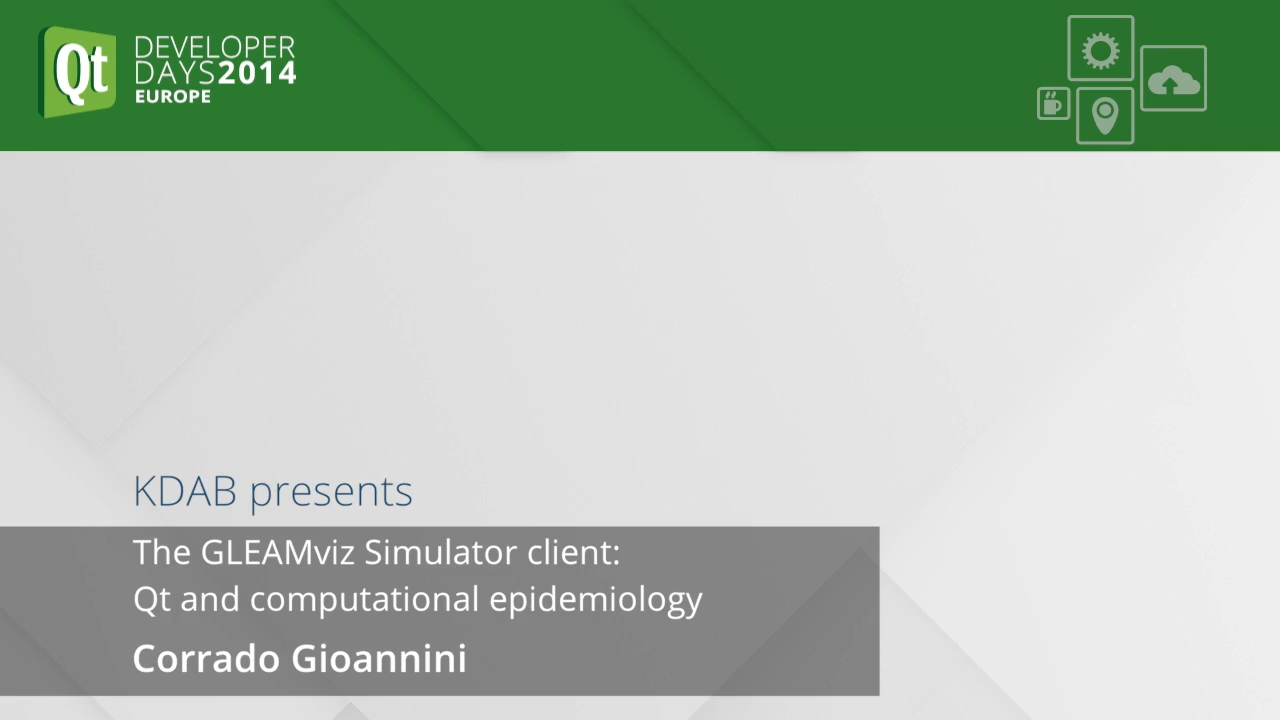 Qt
DEVELOPER
DAYS2014
EUROPE
KDAB presents
The GLEAMviz Simulator client:
Qt and computational epidemiology
Corrado Gioannini